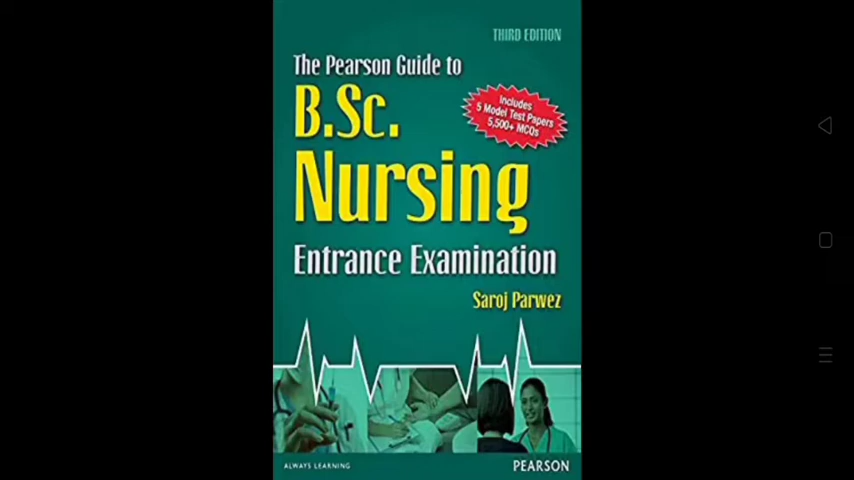 THIRD EDITION
The Pearson Guide to
B.Sc.
Includes
5 Model Test Papers
5,500+ MCQs
Nursing
Entrance Examination
Saroj Parwez
ALWAYS LEARNING
PEARSON